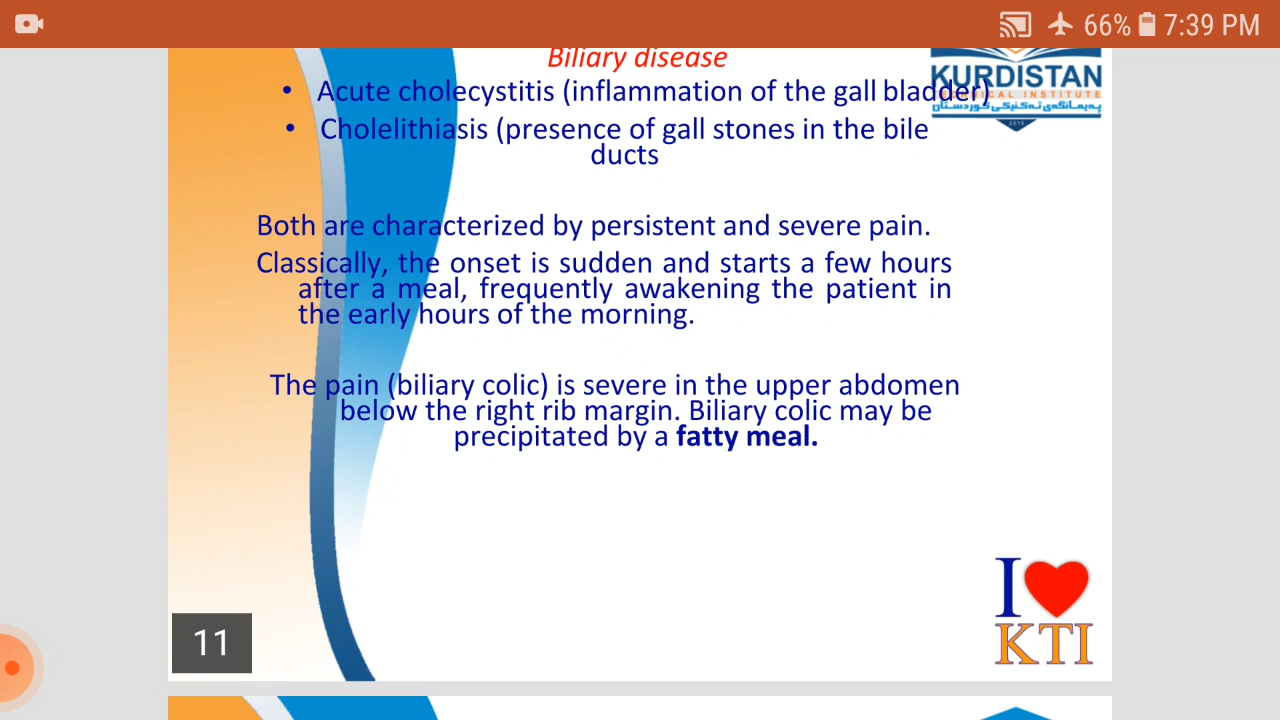 66% 7:39 PM
Biliary disease
KURDISTAN
• Acute cholecystitis (inflammation of the gall bladder)
INSTITUTE
پەیمانگەی تەکنیکی کوردستان
• Cholelithiasis (presence of gall stones in the bile
ducts
Both are characterized by persistent and severe pain.
Classically, the onset is sudden and starts a few hours
after a meal, frequently awakening the patient in
the early hours of the morning.
The pain (biliary colic) is severe in the upper abdomen
below the right rib margin. Biliary colic may be
precipitated by a fatty meal.
I
KTI
11